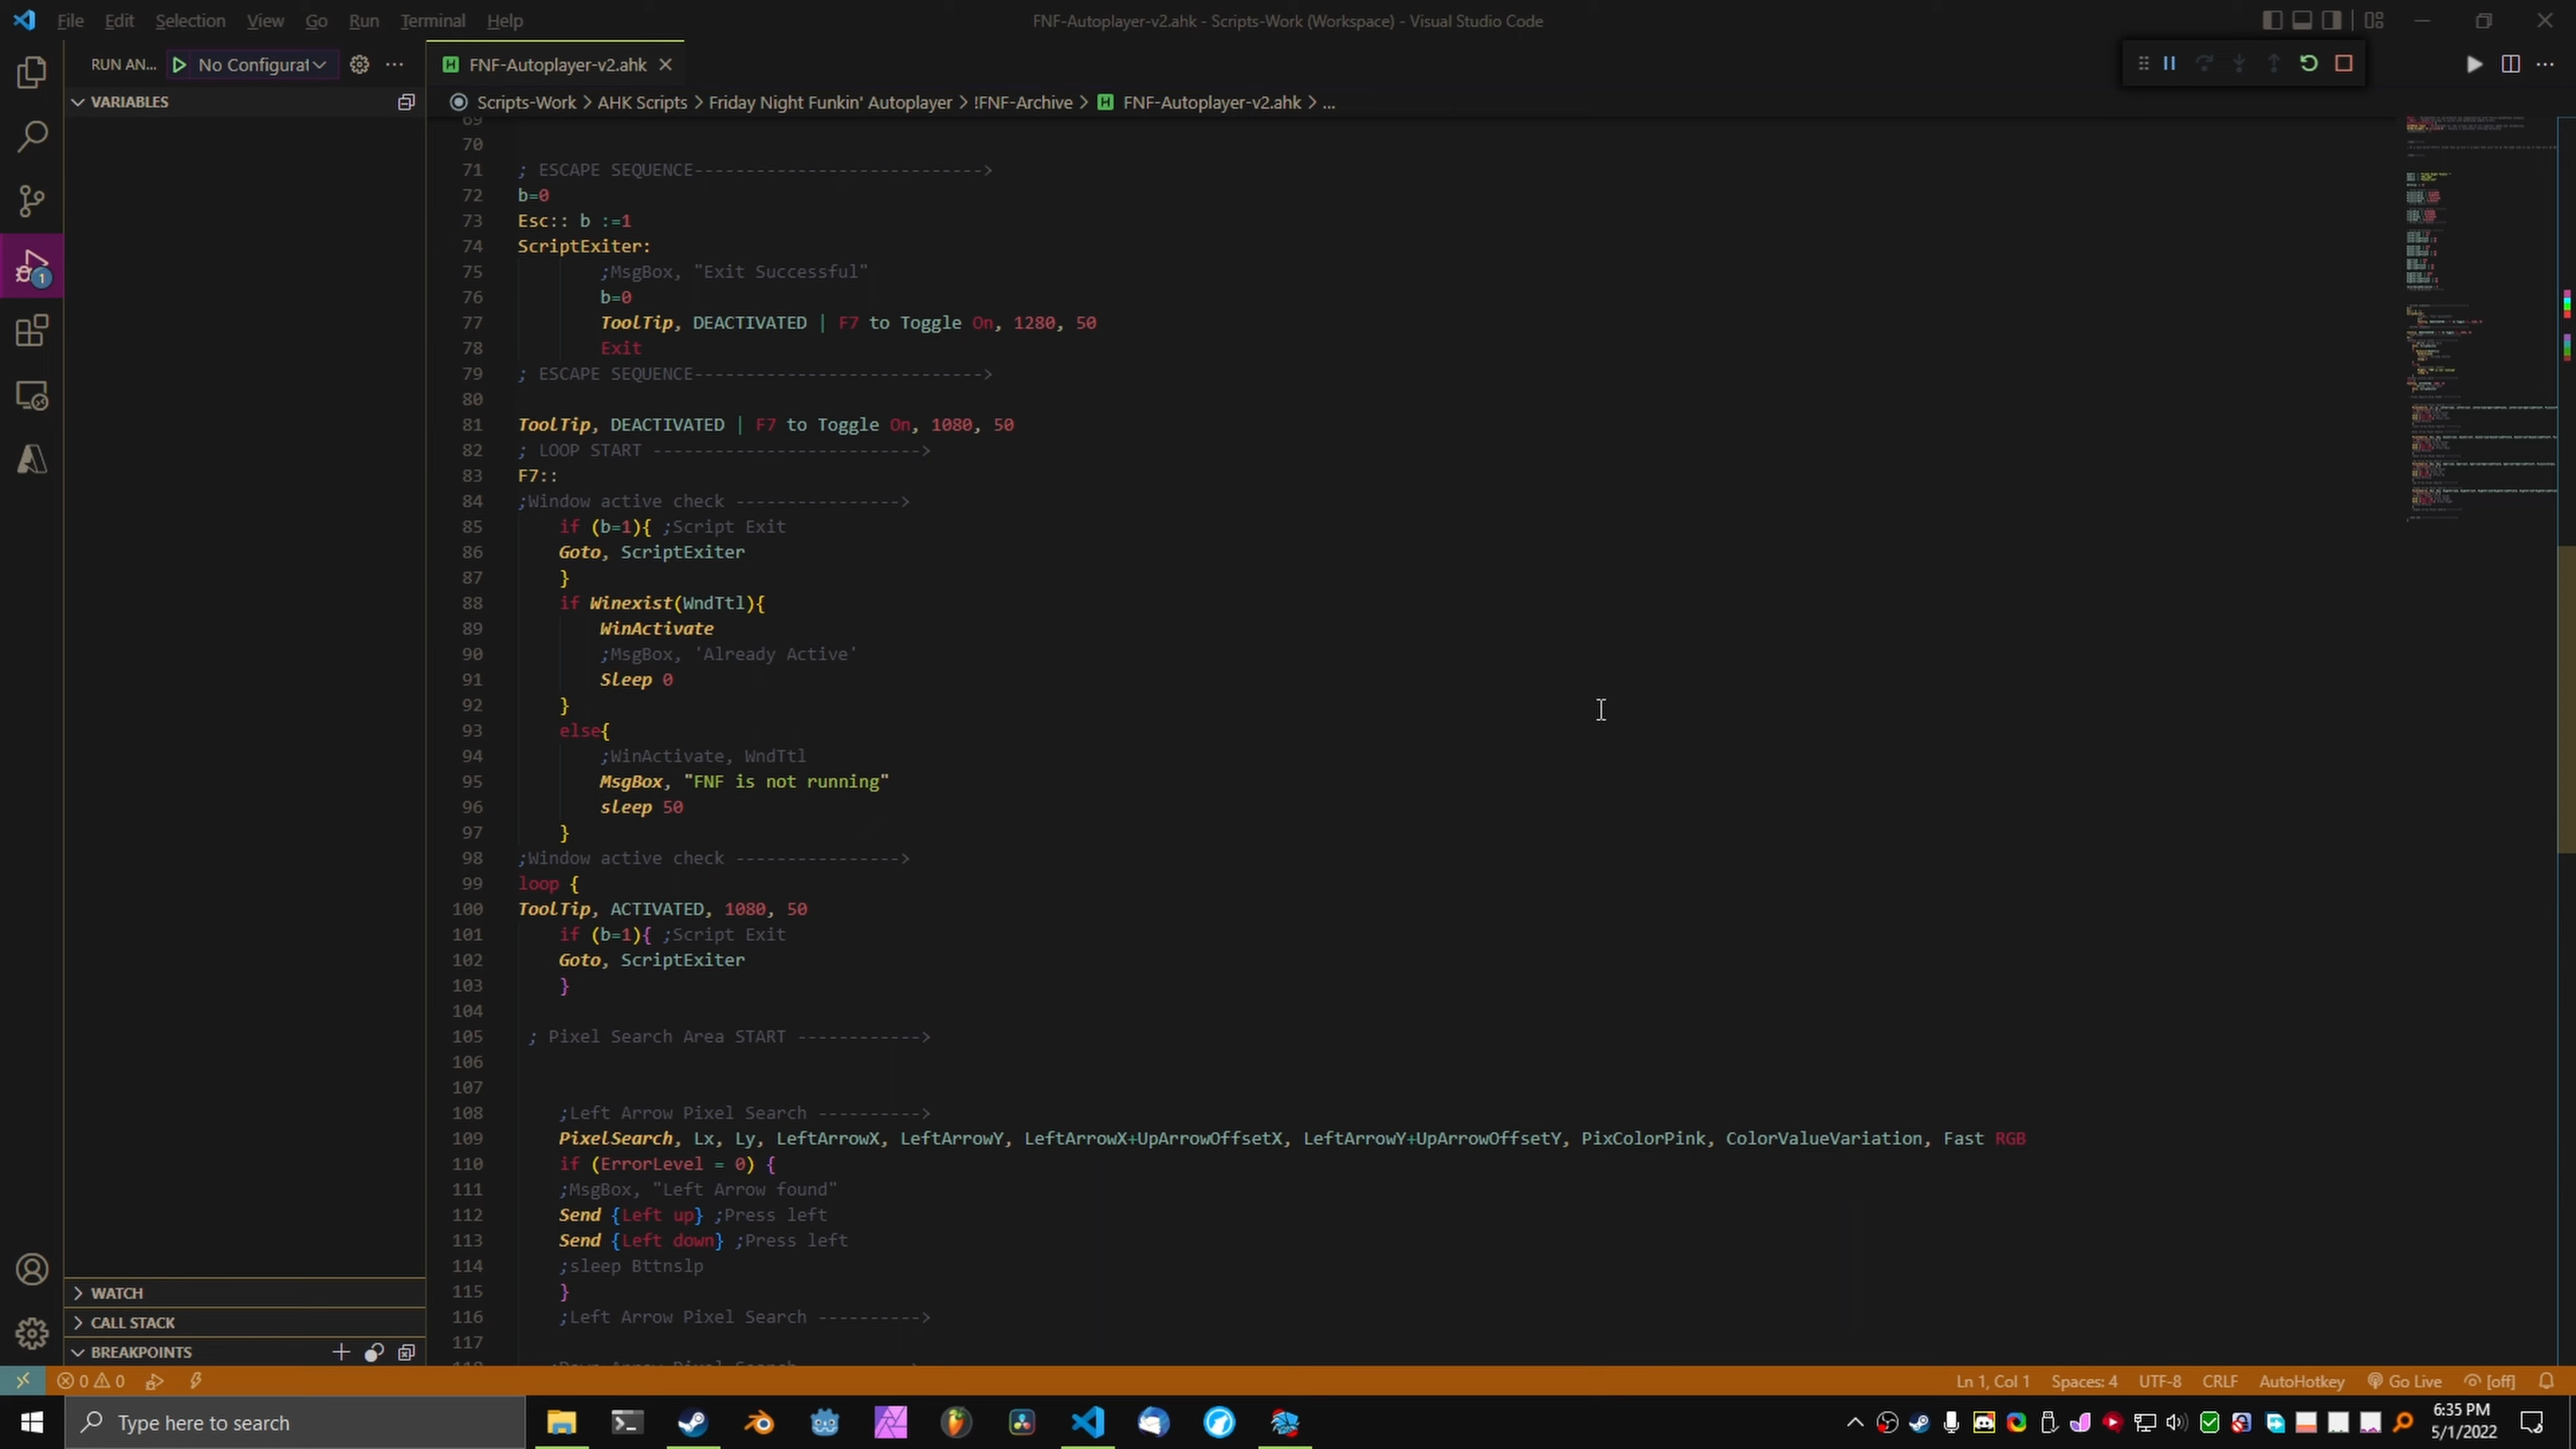 File Edit Selection View Go Run Terminal Help
FNF-Autoplayer-v2.ahk - Scripts-Work (Workspace) - Visual Studio Code
RUN AN... No Configurat
FNF-Autoplayer-v2.ahk
VARIABLES
Scripts-Work > AHK Scripts > Friday Night Funkin' Autoplayer > !FNF-Archive > FNF-Autoplayer-v2.ahk > ...
69
70
71 ; ESCAPE SEQUENCE---------------------------->
72 b=0
73 Esc:: b :=1
74 ScriptExiter:
75 ;MsgBox, "Exit Successful"
76 b=0
77 ToolTip, DEACTIVATED | F7 to Toggle On, 1280, 50
78 Exit
79 ; ESCAPE SEQUENCE---------------------------->
80
81 ToolTip, DEACTIVATED | F7 to Toggle On, 1080, 50
82 ; LOOP START -------------------------->
83 F7::
84 ;Window active check ---------------->
85 if (b=1){ ;Script Exit
86 Goto, ScriptExiter
87 }
88 if Winexist(WndTtl){
89 WinActivate
90 ;MsgBox, 'Already Active'
91 Sleep 0
92 }
93 else{
94 ;WinActivate, WndTtl
95 MsgBox, "FNF is not running"
96 sleep 50
97 }
98 ;Window active check ---------------->
99 loop {
100 ToolTip, ACTIVATED, 1080, 50
101 if (b=1){ ;Script Exit
102 Goto, ScriptExiter
103 }
104
105 ; Pixel Search Area START ------------>
106
107
108 ;Left Arrow Pixel Search ---------->
109 PixelSearch, Lx, Ly, LeftArrowX, LeftArrowY, LeftArrowX+UpArrowOffsetX, LeftArrowY+UpArrowOffsetY, PixColorPink, ColorValueVariation, Fast RGB
110 if (ErrorLevel = 0) {
111 ;MsgBox, "Left Arrow found"
112 Send {Left up} ;Press left
113 Send {Left down} ;Press left
114 ;sleep Bttnslp
115 }
116 ;Left Arrow Pixel Search ---------->
117
WATCH
CALL STACK
BREAKPOINTS
0 0
Ln 1, Col 1 Spaces: 4 UTF-8 CRLF AutoHotkey Go Live [off]
Type here to search
6:35 PM
5/1/2022